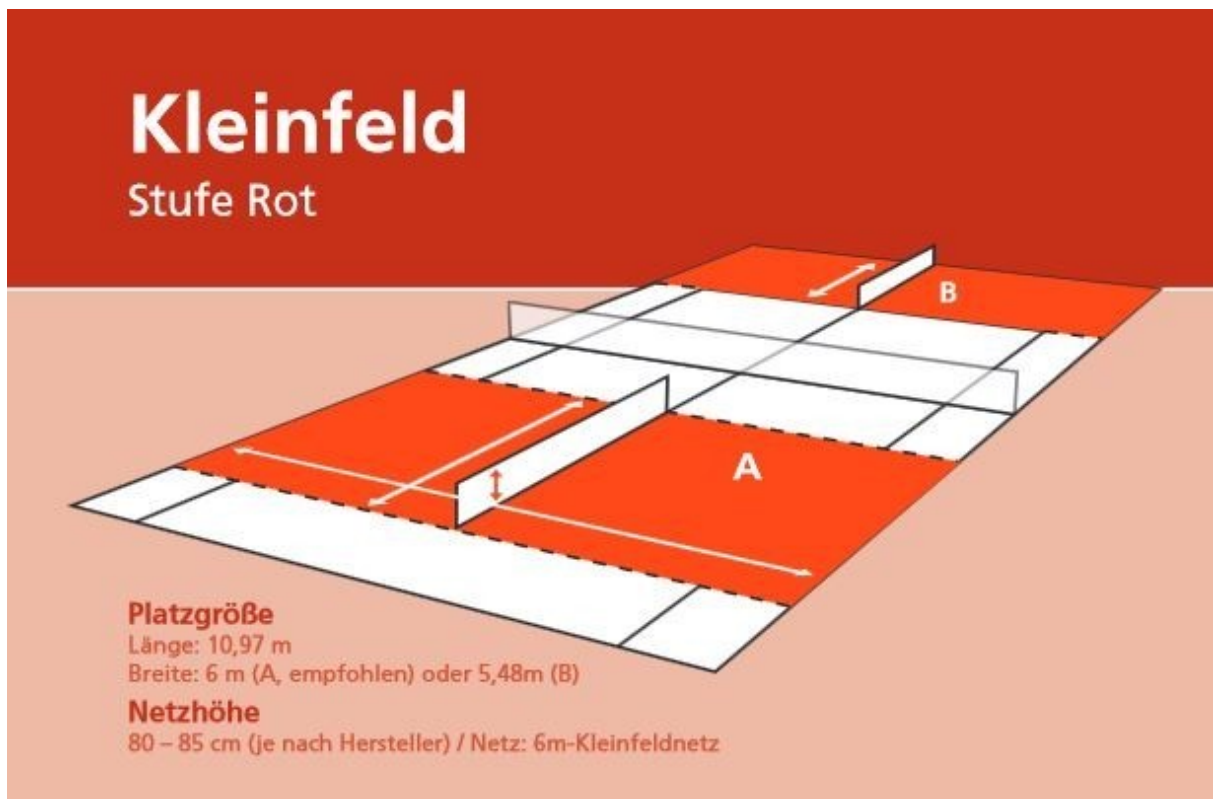 Kleinfeld
Stufe Rot
B
A
Platzgröße
Länge: 10,97 m
Breite: 6 m (A, empfohlen) oder 5,48m (B)
Netzhöhe
80 – 85 cm (je nach Hersteller) / Netz: 6m-Kleinfeldnetz